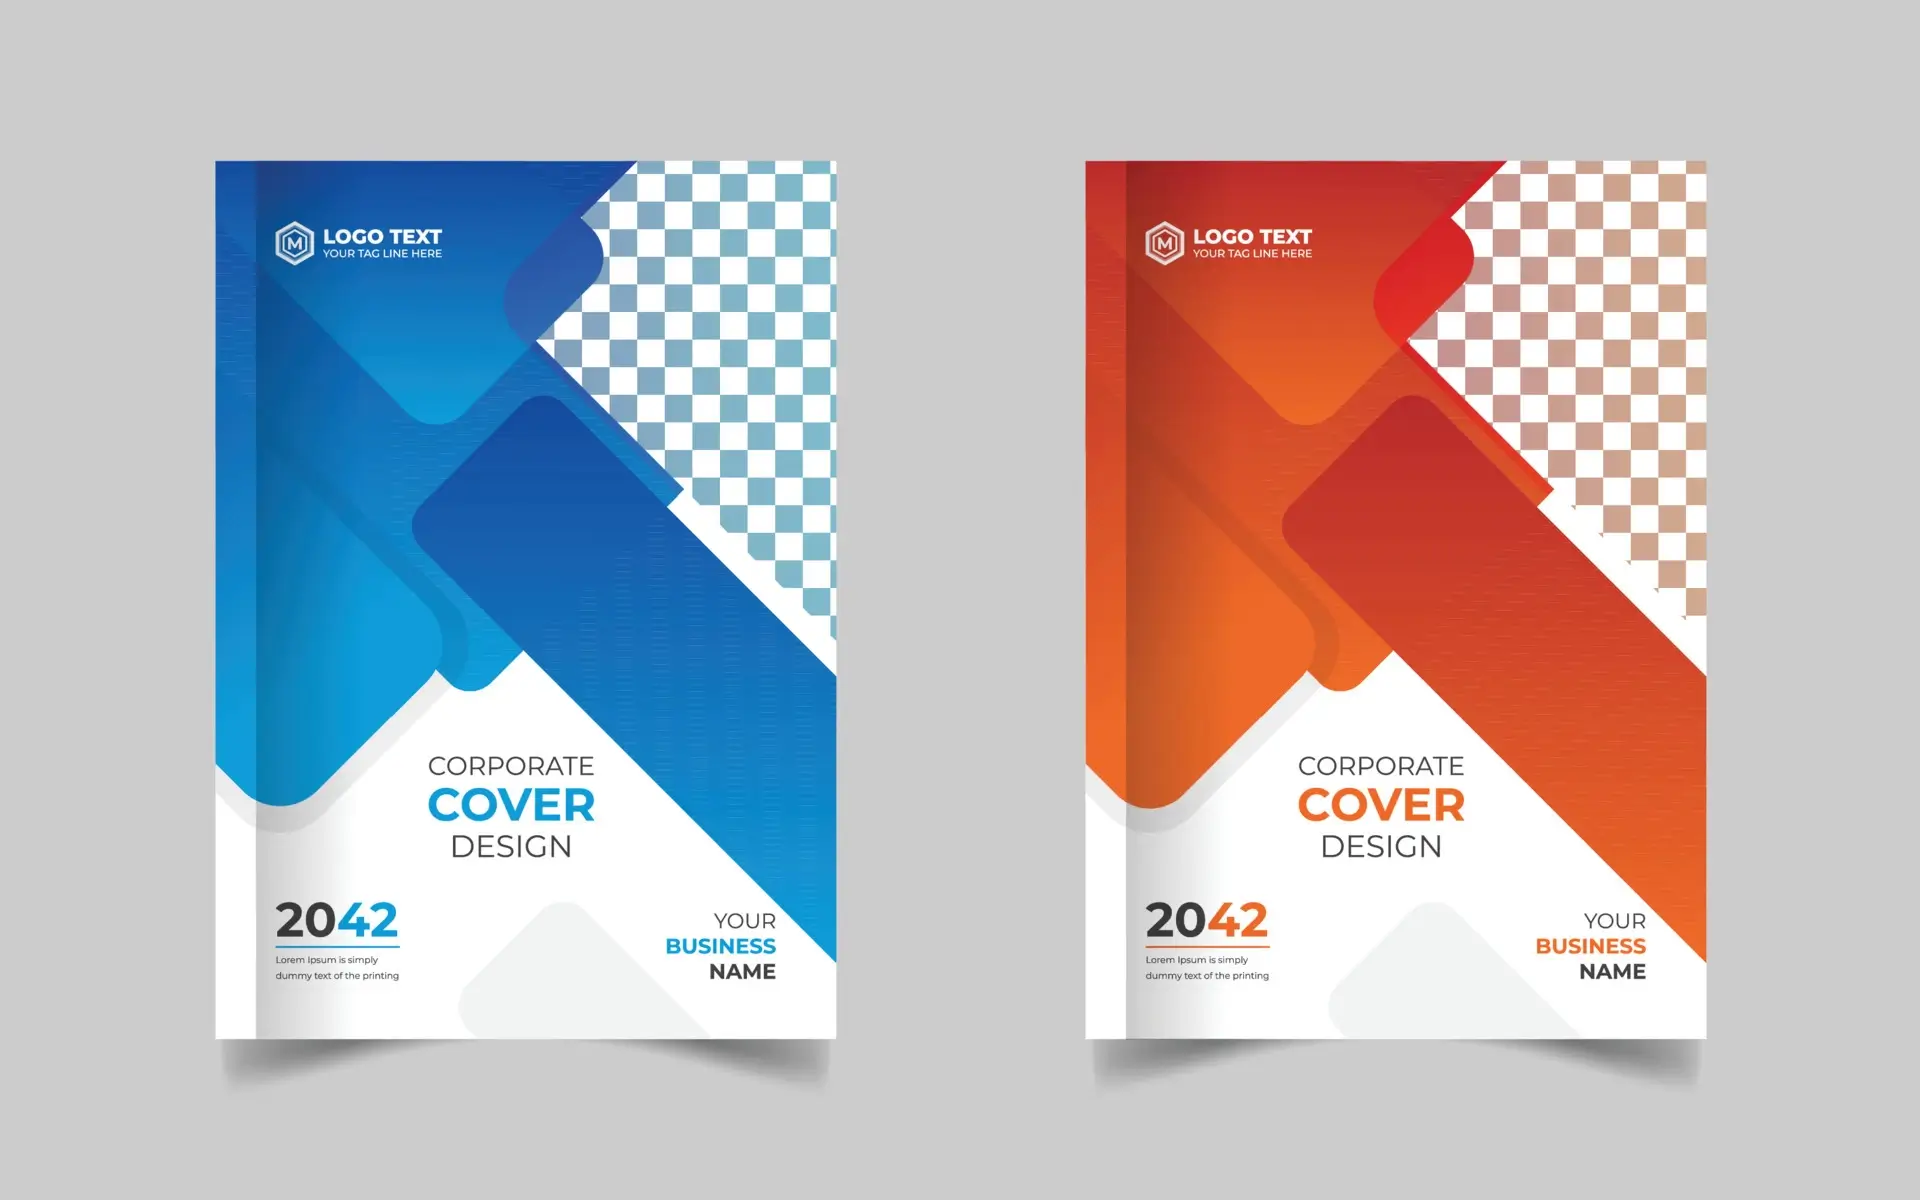 M
LOGO TEXT
YOUR TAG LINE HERE
CORPORATE
COVER
DESIGN
2042
Lorem Ipsum is simply
dummy text of the printing
YOUR
BUSINESS
NAME
M
LOGO TEXT
YOUR TAG LINE HERE
CORPORATE
COVER
DESIGN
2042
Lorem Ipsum is simply
dummy text of the printing
YOUR
BUSINESS
NAME